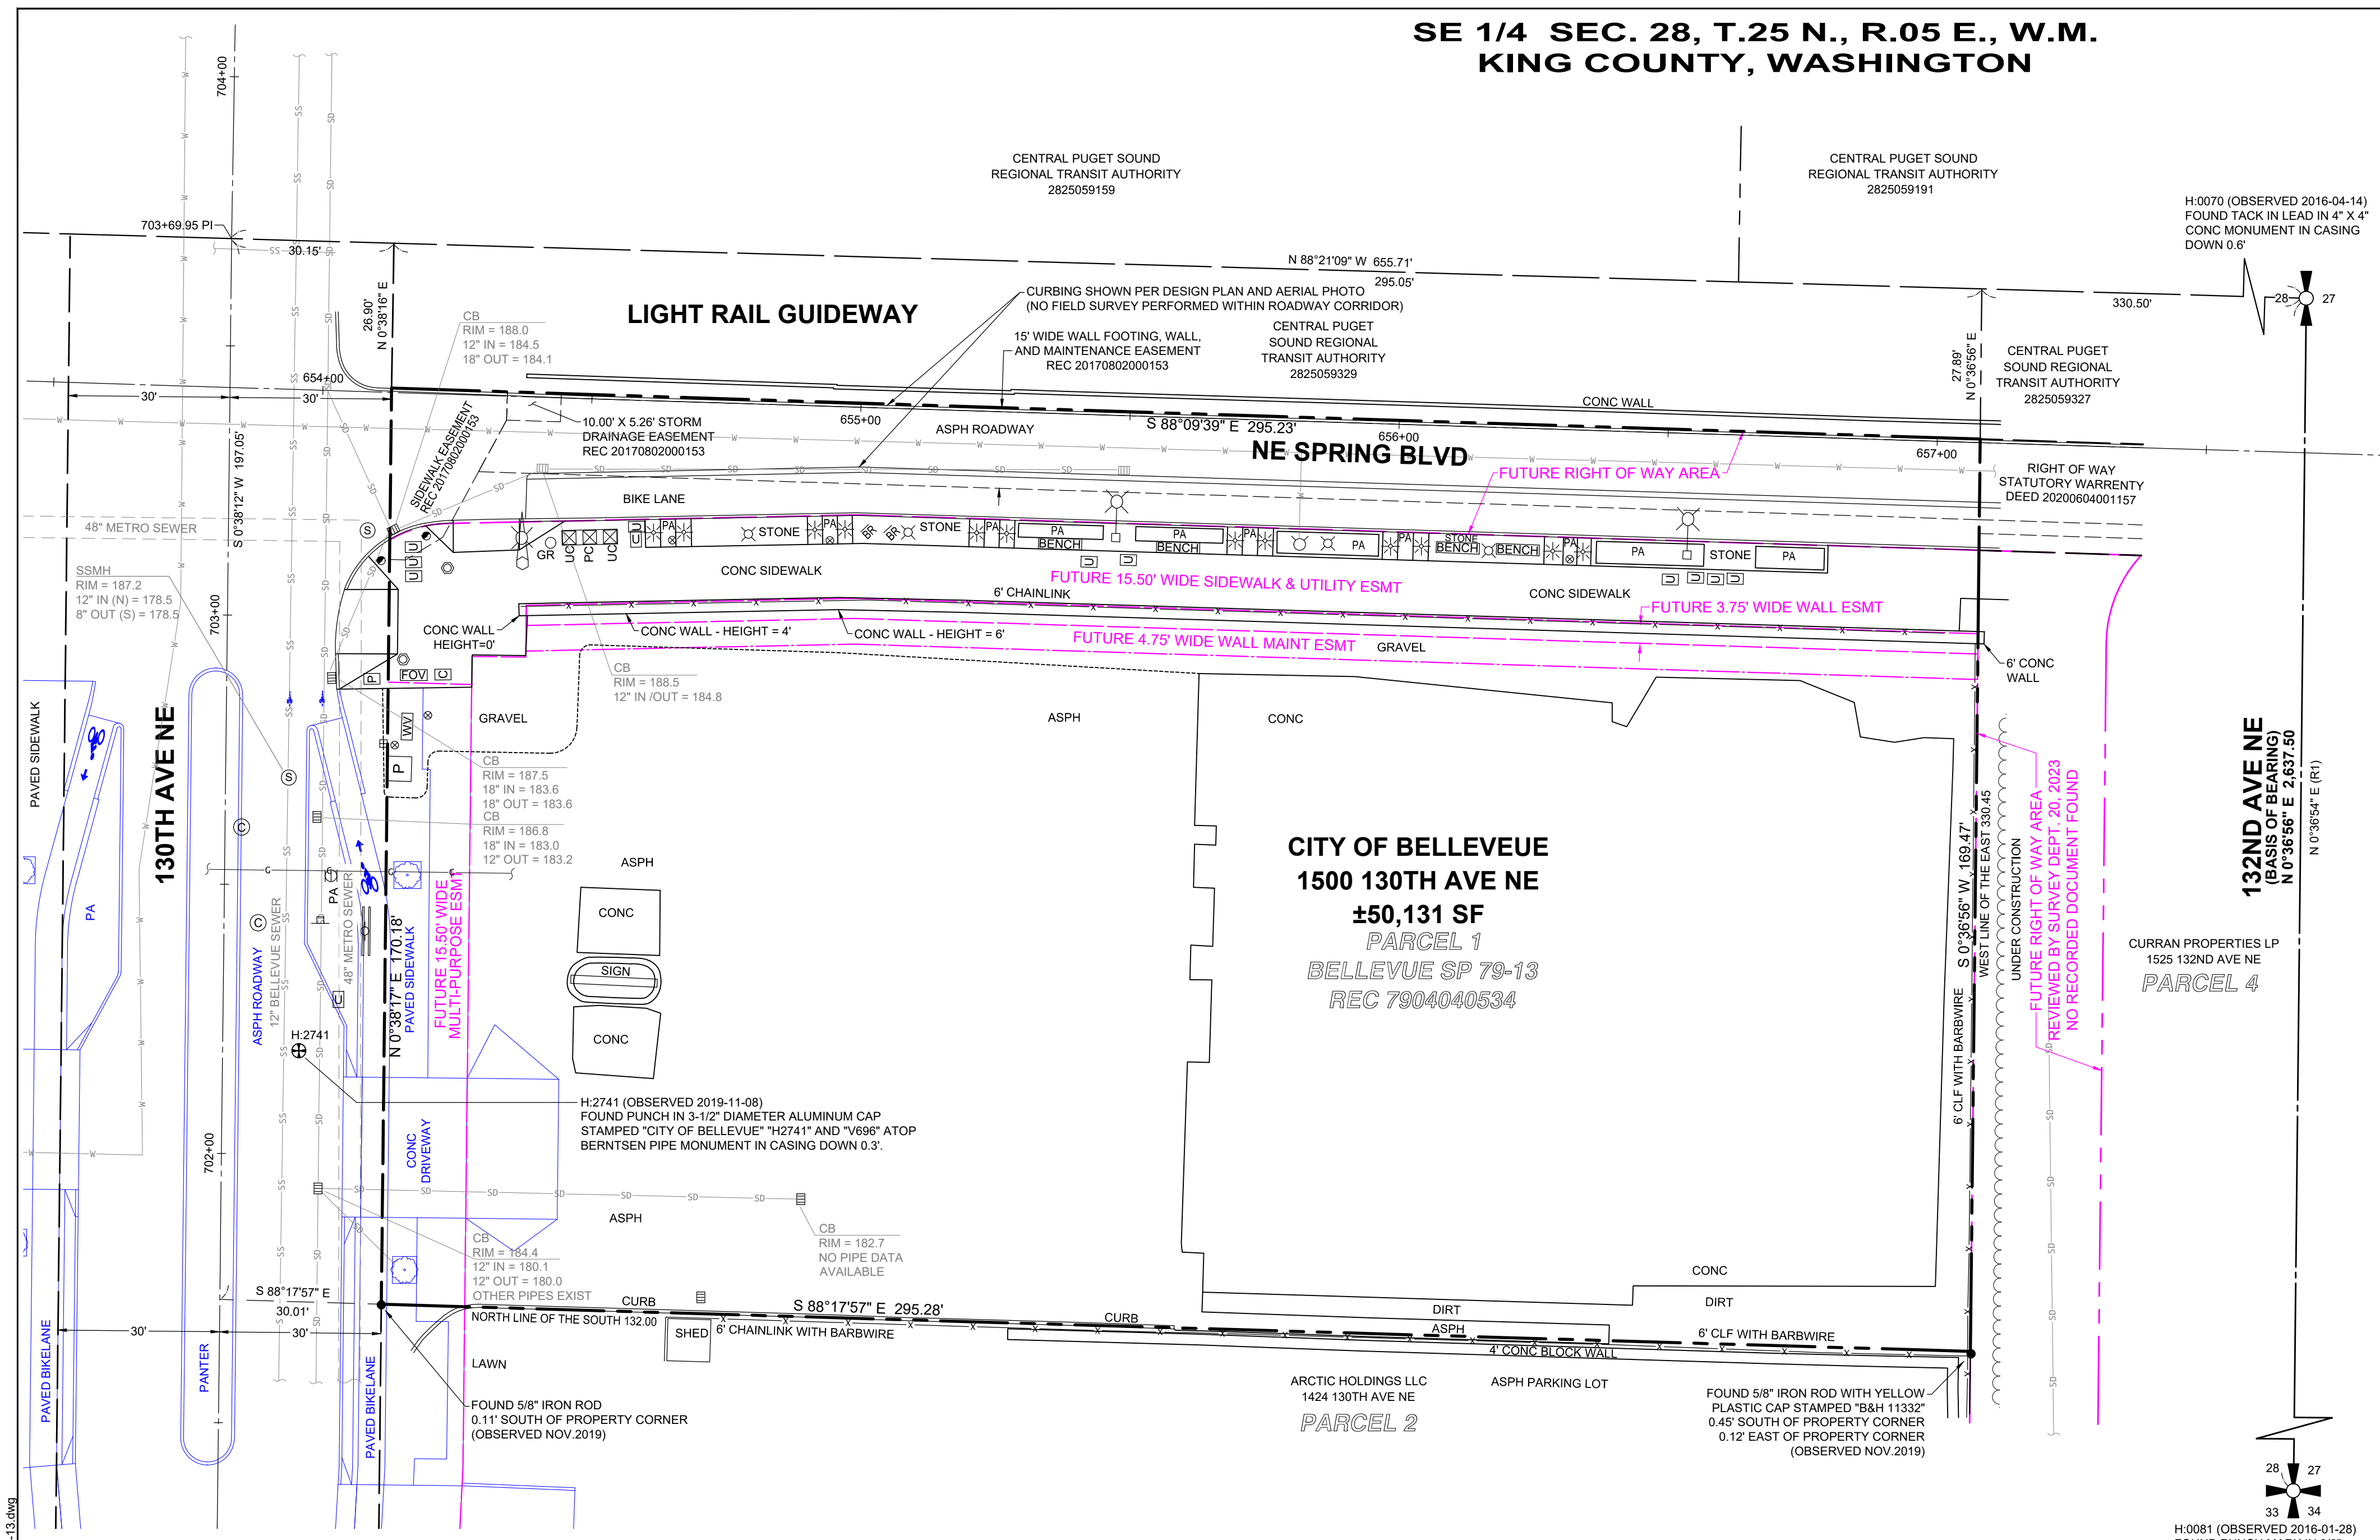 SE 1/4 SEC. 28, T.25 N., R.05 E., W.M.
KING COUNTY, WASHINGTON
704+00
703+69.95 PI
30.15'
26.90'
N 0°38'16" E
CENTRAL PUGET SOUND
REGIONAL TRANSIT AUTHORITY
2825059159
CENTRAL PUGET SOUND
REGIONAL TRANSIT AUTHORITY
2825059191
H:0070 (OBSERVED 2016-04-14)
FOUND TACK IN LEAD IN 4" X 4"
CONC MONUMENT IN CASING
DOWN 0.6'
28
27
N 88°21'09" W 655.71'
295.05'
330.50'
LIGHT RAIL GUIDEWAY
CURBING SHOWN PER DESIGN PLAN AND AERIAL PHOTO
(NO FIELD SURVEY PERFORMED WITHIN ROADWAY CORRIDOR)
15' WIDE WALL FOOTING, WALL,
AND MAINTENANCE EASEMENT
REC 20170802000153
CENTRAL PUGET
SOUND REGIONAL
TRANSIT AUTHORITY
2825059329
27.89'
N 0°36'56" E
CENTRAL PUGET
SOUND REGIONAL
TRANSIT AUTHORITY
2825059327
CB
RIM = 188.0
12" IN = 184.5
18" OUT = 184.1
654+00
30'
30'
SIDEWALK EASEMENT
REC 20170802000153
10.00' X 5.26' STORM
DRAINAGE EASEMENT
REC 20170802000153
655+00
ASPH ROADWAY
S 88°09'39" E 295.23'
656+00
CONC WALL
657+00
NE SPRING BLVD
FUTURE RIGHT OF WAY AREA
RIGHT OF WAY
STATUTORY WARRENTY
DEED 20200604001157
S 0°38'12" W 197.05'
BIKE LANE
48" METRO SEWER
SSMH
RIM = 187.2
12" IN (N) = 178.5
8" OUT (S) = 178.5
703+00
GR
UC
PC
UC
PA
STONE
PA
BR
BR
STONE
PA
PA
BENCH
PA
BENCH
PA
PA
PA
STONE
BENCH
BENCH
PA
PA
STONE
PA
CONC SIDEWALK
FUTURE 15.50' WIDE SIDEWALK & UTILITY ESMT
6' CHAINLINK
CONC SIDEWALK
FUTURE 3.75' WIDE WALL ESMT
CONC WALL
HEIGHT=0'
CONC WALL - HEIGHT = 4'
CONC WALL - HEIGHT = 6'
FUTURE 4.75' WIDE WALL MAINT ESMT
GRAVEL
6' CONC
WALL
P
FOV
C
CB
RIM = 188.5
12" IN /OUT = 184.8
GRAVEL
ASPH
CONC
WV
P
PAVED SIDEWALK
130TH AVE NE
CB
RIM = 187.5
18" IN = 183.6
18" OUT = 183.6
CB
RIM = 186.8
18" IN = 183.0
12" OUT = 183.2
PA
PA
ASPH
CONC
SIGN
CONC
CITY OF BELLEVEUE
1500 130TH AVE NE
±50,131 SF
PARCEL 1
BELLEVUE SP 79-13
REC 7904040534
ASPH ROADWAY
12" BELLEVUE SEWER
48" METRO SEWER
N 0°38'17" E 170.18'
PAVED SIDEWALK
FUTURE 15.50' WIDE
MULTI-PURPOSE ESMT
S 0°36'56" W 169.47'
WEST LINE OF THE EAST 330.45
UNDER CONSTRUCTION
FUTURE RIGHT OF WAY AREA
REVIEWED BY SURVEY DEPT. 20, 2023
NO RECORDED DOCUMENT FOUND
6' CLF WITH BARBWIRE
132ND AVE NE
(BASIS OF BEARING)
N 0°36'56" E 2,637.50
N 0°36'54" E (R1)
CURRAN PROPERTIES LP
1525 132ND AVE NE
PARCEL 4
H:2741
H:2741 (OBSERVED 2019-11-08)
FOUND PUNCH IN 3-1/2" DIAMETER ALUMINUM CAP
STAMPED "CITY OF BELLEVUE" "H2741" AND "V696" ATOP
BERNTSEN PIPE MONUMENT IN CASING DOWN 0.3'.
702+00
CONC
DRIVEWAY
ASPH
CB
RIM = 184.4
12" IN = 180.1
12" OUT = 180.0
OTHER PIPES EXIST
CB
RIM = 182.7
NO PIPE DATA
AVAILABLE
CONC
DIRT
DIRT
S 88°17'57" E
30.01'
30'
30'
CURB
NORTH LINE OF THE SOUTH 132.00
S 88°17'57" E 295.28'
CURB
ASPH
6' CLF WITH BARBWIRE
SHED
6' CHAINLINK WITH BARBWIRE
4' CONC BLOCK WALL
PAVED BIKELANE
PANTER
PAVED BIKELANE
LAWN
FOUND 5/8" IRON ROD
0.11' SOUTH OF PROPERTY CORNER
(OBSERVED NOV.2019)
ARCTIC HOLDINGS LLC
1424 130TH AVE NE
PARCEL 2
ASPH PARKING LOT
FOUND 5/8" IRON ROD WITH YELLOW
PLASTIC CAP STAMPED "B&H 11332"
0.45' SOUTH OF PROPERTY CORNER
0.12' EAST OF PROPERTY CORNER
(OBSERVED NOV.2019)
28
27
33
34
H:0081 (OBSERVED 2016-01-28)
-13.dwg